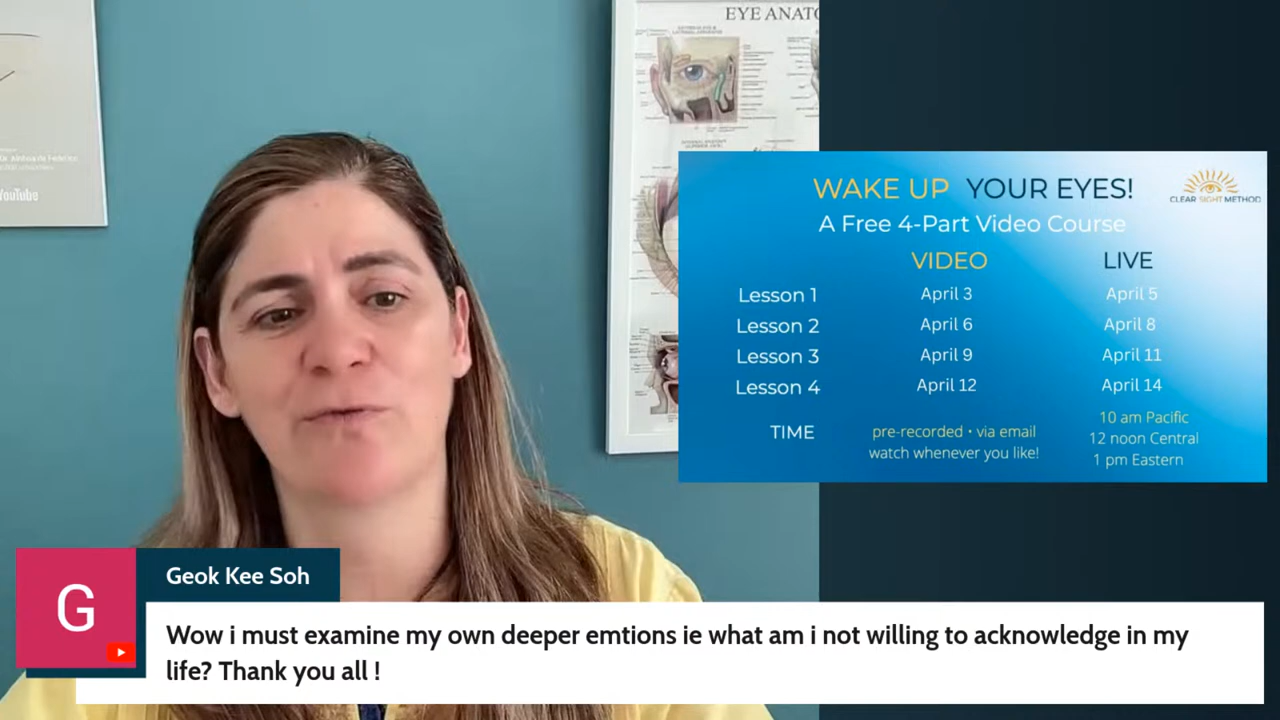 EYE ANATO
YouTube
WAKE UP YOUR EYES!
CLEAR SIGHT METHOD
A Free 4-Part Video Course
VIDEO LIVE
Lesson 1 April 3 April 5
Lesson 2 April 6 April 8
Lesson 3 April 9 April 11
Lesson 4 April 12 April 14
TIME
pre-recorded • via email
watch whenever you like!
10 am Pacific
12 noon Central
1 pm Eastern
G
Geok Kee Soh
Wow i must examine my own deeper emtions ie what am i not willing to acknowledge in my
life? Thank you all !